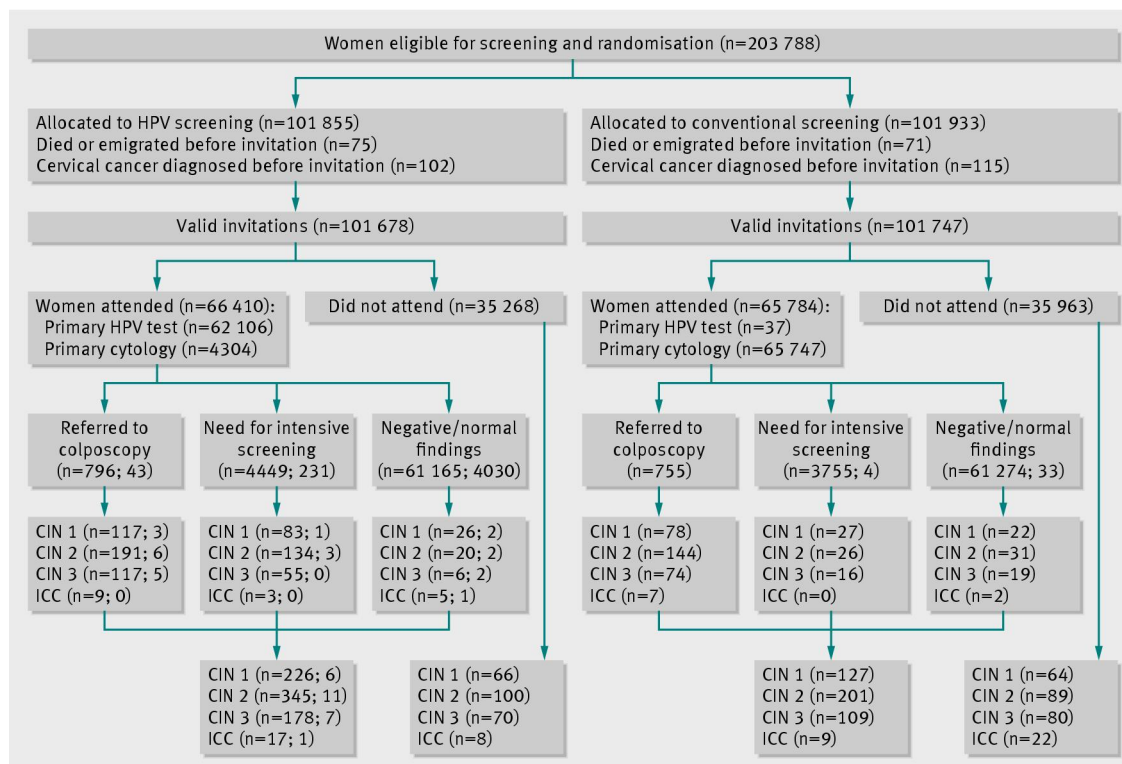 Women eligible for screening and randomisation (n=203 788)
Allocated to HPV screening (n=101 855)
Died or emigrated before invitation (n=75)
Cervical cancer diagnosed before invitation (n=102)
Allocated to conventional screening (n=101 933)
Died or emigrated before invitation (n=71)
Cervical cancer diagnosed before invitation (n=115)
Valid invitations (n=101 678)
Valid invitations (n=101 747)
Women attended (n=66 410):
Primary HPV test (n=62 106)
Primary cytology (n=4304)
Did not attend (n=35 268)
Women attended (n=65 784):
Primary HPV test (n=37)
Primary cytology (n=65 747)
Did not attend (n=35 963)
Referred to
colposcopy
(n=796; 43)
Need for intensive
screening
(n=4449; 231)
Negative/normal
findings
(n=61 165; 4030)
Referred to
colposcopy
(n=755)
Need for intensive
screening
(n=3755; 4)
Negative/normal
findings
(n=61 274; 33)
CIN 1 (n=117; 3)
CIN 2 (n=191; 6)
CIN 3 (n=117; 5)
ICC (n=9; 0)
CIN 1 (n=83; 1)
CIN 2 (n=134; 3)
CIN 3 (n=55; 0)
ICC (n=3; 0)
CIN 1 (n=26; 2)
CIN 2 (n=20; 2)
CIN 3 (n=6; 2)
ICC (n=5; 1)
CIN 1 (n=78)
CIN 2 (n=144)
CIN 3 (n=74)
ICC (n=7)
CIN 1 (n=27)
CIN 2 (n=26)
CIN 3 (n=16)
ICC (n=0)
CIN 1 (n=22)
CIN 2 (n=31)
CIN 3 (n=19)
ICC (n=2)
CIN 1 (n=226; 6)
CIN 2 (n=345; 11)
CIN 3 (n=178; 7)
ICC (n=17; 1)
CIN 1 (n=66)
CIN 2 (n=100)
CIN 3 (n=70)
ICC (n=8)
CIN 1 (n=127)
CIN 2 (n=201)
CIN 3 (n=109)
ICC (n=9)
CIN 1 (n=64)
CIN 2 (n=89)
CIN 3 (n=80)
ICC (n=22)